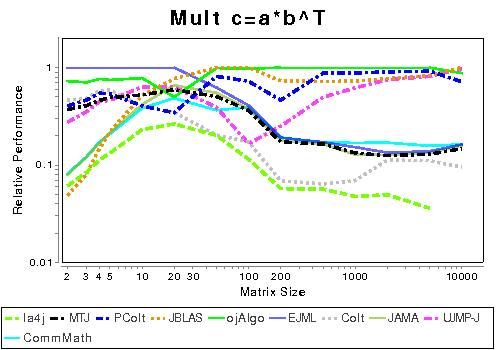 Mult c=a*b^T
Relative Performance
1
0.1
0.01
2 3 4 5 10 20 30 100 200 1000 10000
Matrix Size
la4j MTJ PColt JBLAS ojAlgo EJML Colt JAMA UJMP-J
CommMath